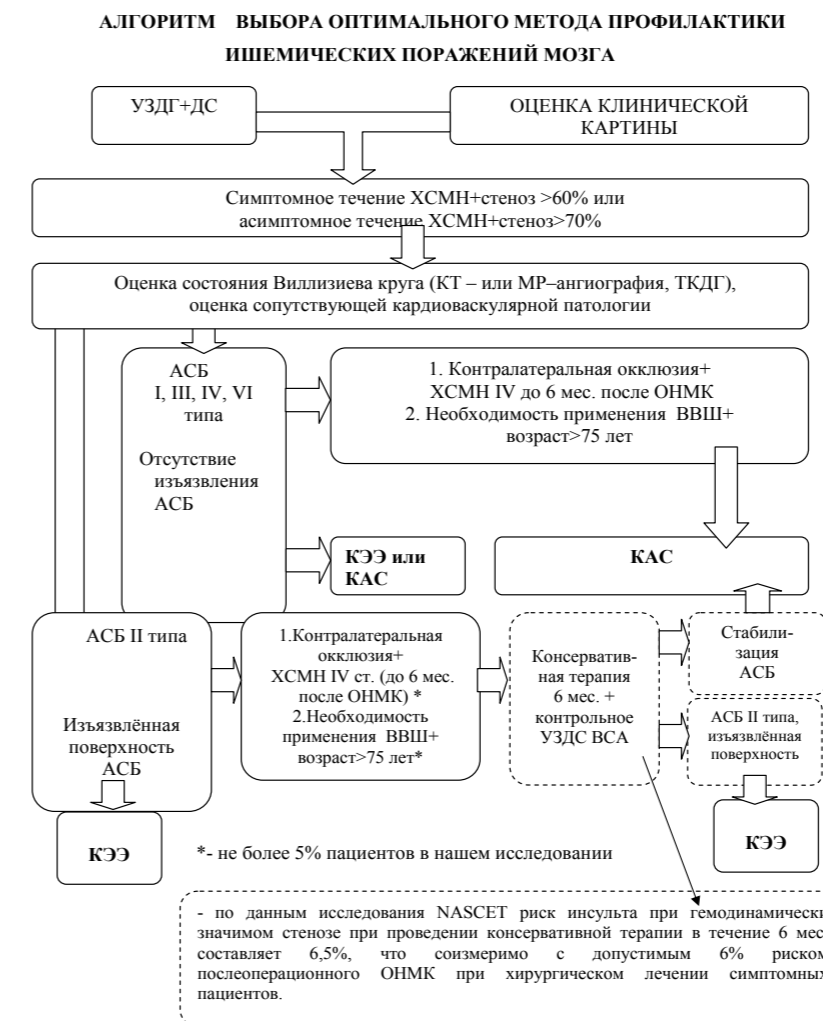 АЛГОРИТМ ВЫБОРА ОПТИМАЛЬНОГО МЕТОДА ПРОФИЛАКТИКИ
ИШЕМИЧЕСКИХ ПОРАЖЕНИЙ МОЗГА
УЗДГ+ДС
ОЦЕНКА КЛИНИЧЕСКОЙ
КАРТИНЫ
Симптомное течение ХСМН+стеноз >60% или
асимптомное течение ХСМН+стеноз>70%
Оценка состояния Виллизиева круга (КТ – или МР–ангиография, ТКДГ),
оценка сопутствующей кардиоваскулярной патологии
АСБ
I, III, IV, VI
типа
Отсутствие
изъязвления
АСБ
1. Контралатеральная окклюзия+
ХСМН IV до 6 мес. после ОНМК
2. Необходимость применения ВВШ+
возраст>75 лет
КЭЭ или
КАС
КАС
АСБ II типа
Изъязвлённая
поверхность
АСБ
1.Контралатеральная
окклюзия+
ХСМН IV ст. (до 6 мес.
после ОНМК) *
2.Необходимость
применения ВВШ+
возраст>75 лет*
Консерватив-
ная терапия
6 мес. +
контрольное
УЗДС ВСА
Стабили-
зация
АСБ
АСБ II типа,
изъязвлённая
поверхность
КЭЭ
КЭЭ
*- не более 5% пациентов в нашем исследовании
- по данным исследования NASCET риск инсульта при гемодинамически
значимом стенозе при проведении консервативной терапии в течение 6 мес
составляет 6,5%, что соизмеримо с допустимым 6% риском
послеоперационного ОНМК при хирургическом лечении симптомных
пациентов.